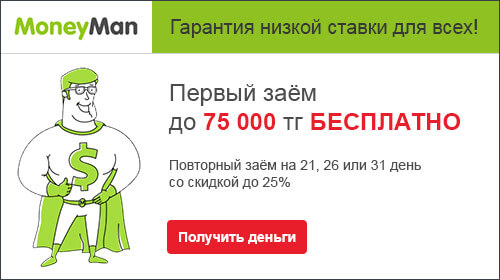 MoneyMan
Гарантия низкой ставки для всех!
Первый заём
до 75 000 тг БЕСПЛАТНО
Повторный заём на 21, 26 или 31 день
со скидкой до 25%
Получить деньги
$